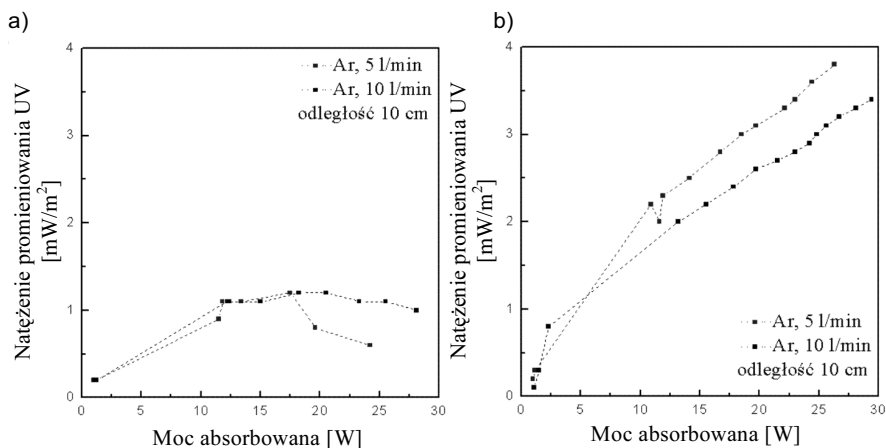 a)
Natężenie promieniowania UV
[mW/m²]
4
3
2
1
0
Ar, 5 l/min
Ar, 10 l/min
odległość 10 cm
0 5 10 15 20 25 30
Moc absorbowana [W]
b)
Natężenie promieniowania UV
[mW/m²]
4
3
2
1
0
Ar, 5 l/min
Ar, 10 l/min
odległość 10 cm
0 5 10 15 20 25 30
Moc absorbowana [W]